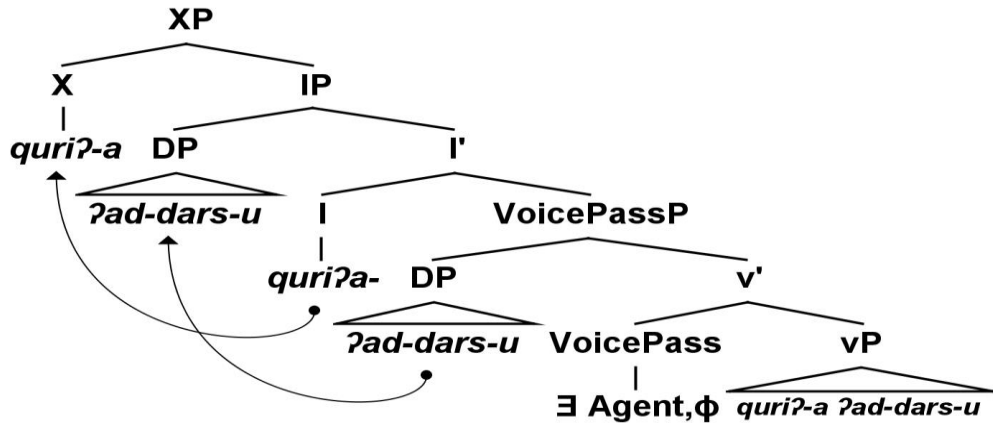 XP
X IP
quriʔ-a DP I'
ʔad-dars-u I VoicePassP
quriʔa- DP v'
ʔad-dars-u VoicePass vP
∃ Agent,ϕ quriʔ-a ʔad-dars-u